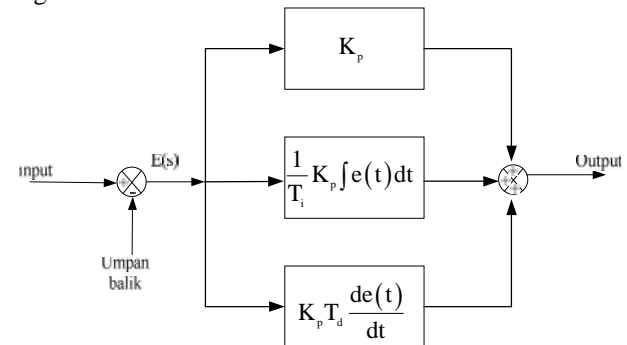 K_p
input
E(s)
1/T_i K_p ∫ e(t)dt
Output
Umpan
balik
K_p T_d de(t)/dt